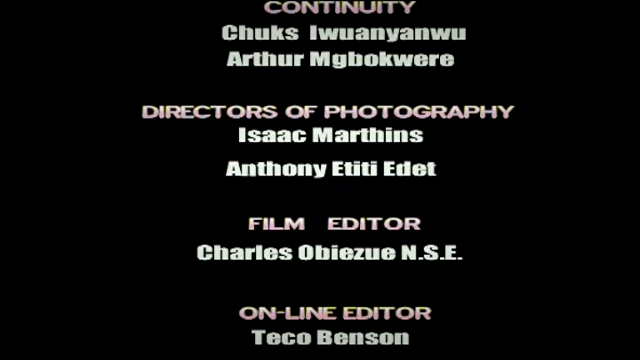 CONTINUITY
Chuks Iwuanyanwu
Arthur Mgbokwere
DIRECTORS OF PHOTOGRAPHY
Isaac Marthins
Anthony Etiti Edet
FILM EDITOR
Charles Obiezue N.S.E.
ON-LINE EDITOR
Teco Benson